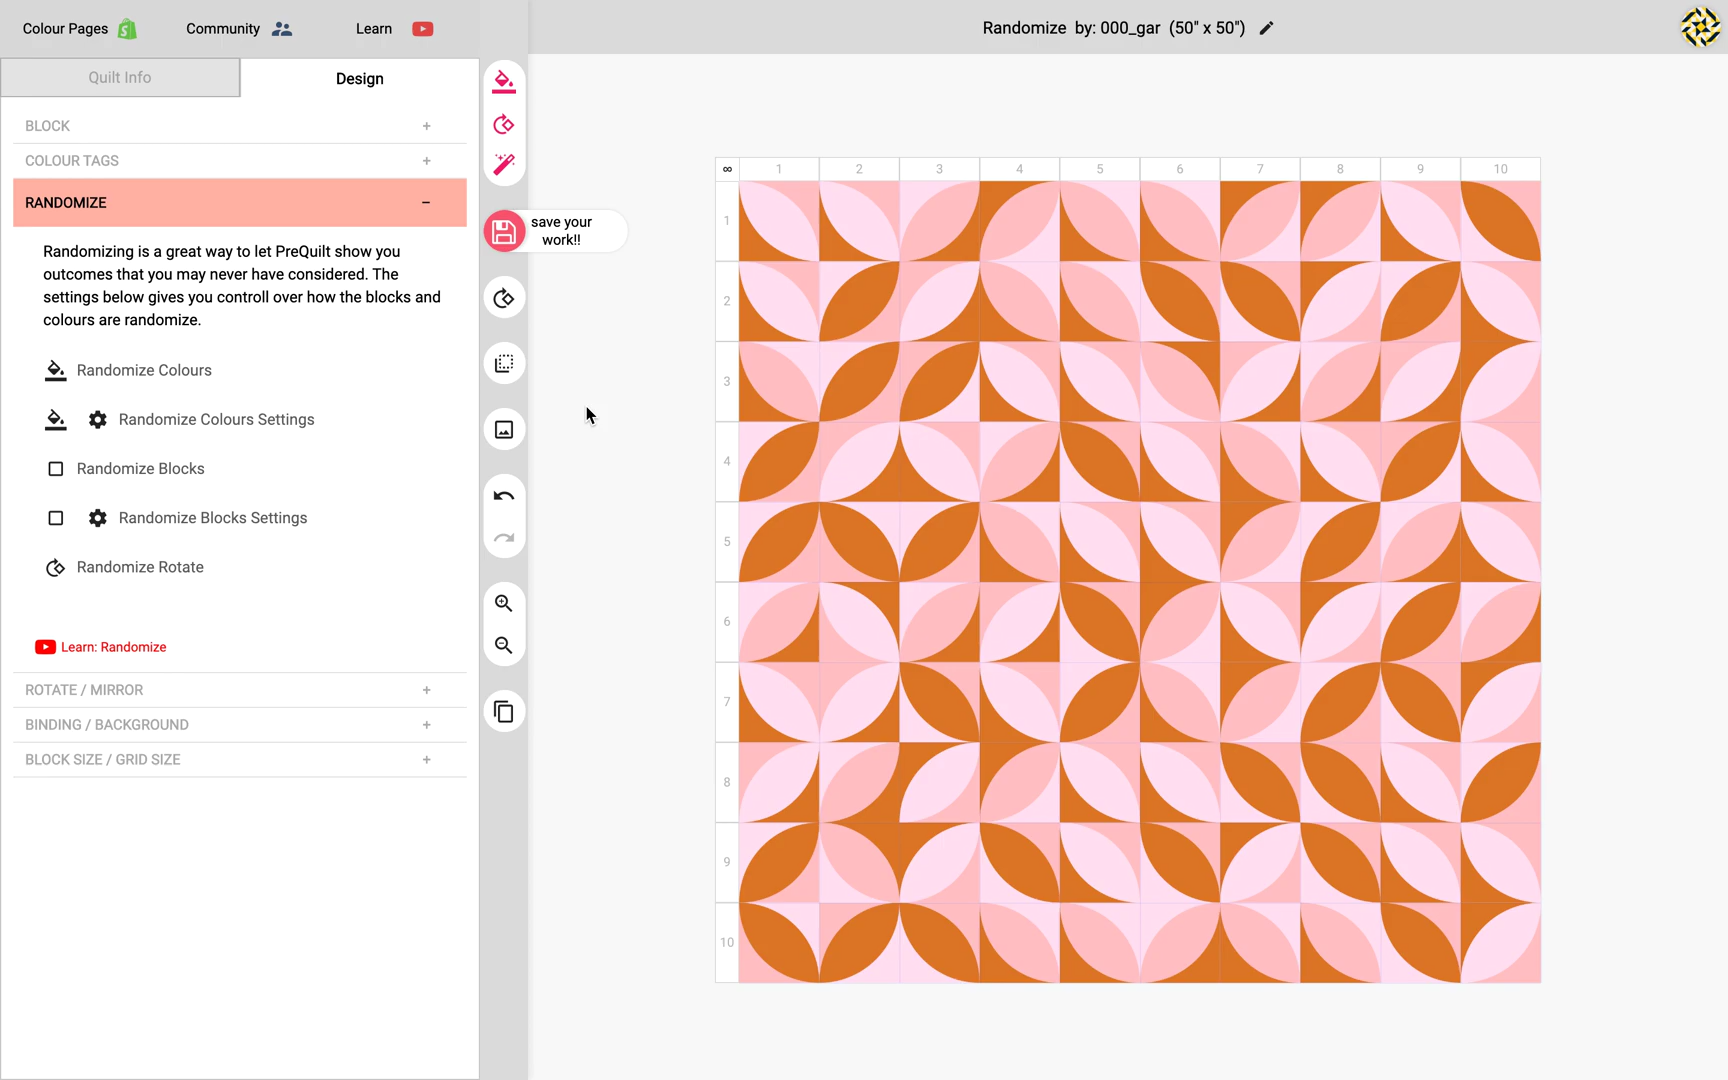 Colour Pages
Community
Learn
Randomize by: 000_gar (50" x 50")
Quilt Info
Design
BLOCK +
COLOUR TAGS +
RANDOMIZE −
Randomizing is a great way to let PreQuilt show you
outcomes that you may never have considered. The
settings below gives you controll over how the blocks and
colours are randomize.
Randomize Colours
Randomize Colours Settings
Randomize Blocks
Randomize Blocks Settings
Randomize Rotate
Learn: Randomize
ROTATE / MIRROR +
BINDING / BACKGROUND +
BLOCK SIZE / GRID SIZE +
save your
work!!
∞ 1 2 3 4 5 6 7 8 9 10
1
2
3
4
5
6
7
8
9
10